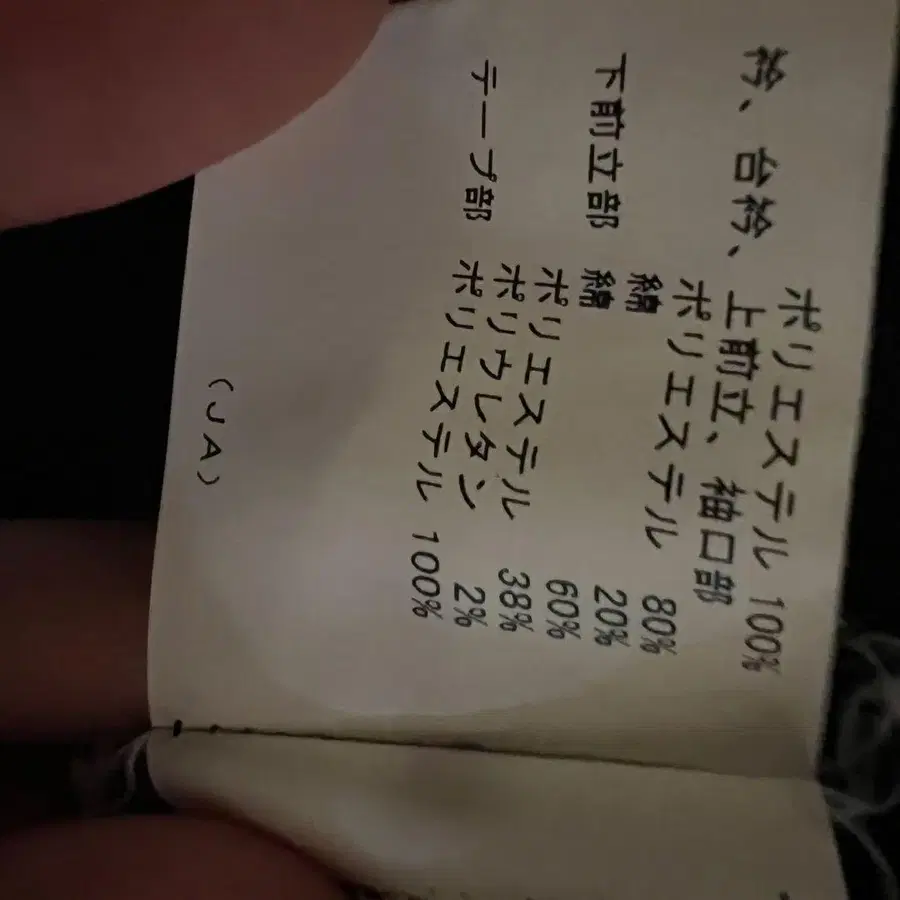 ポリエステル 100%
衿、台衿、上前立、袖口部
ポリエステル 80%
綿 20%
下前立部 綿 60%
ポリエステル 38%
ポリウレタン 2%
テープ部 ポリエステル 100%
(JA)